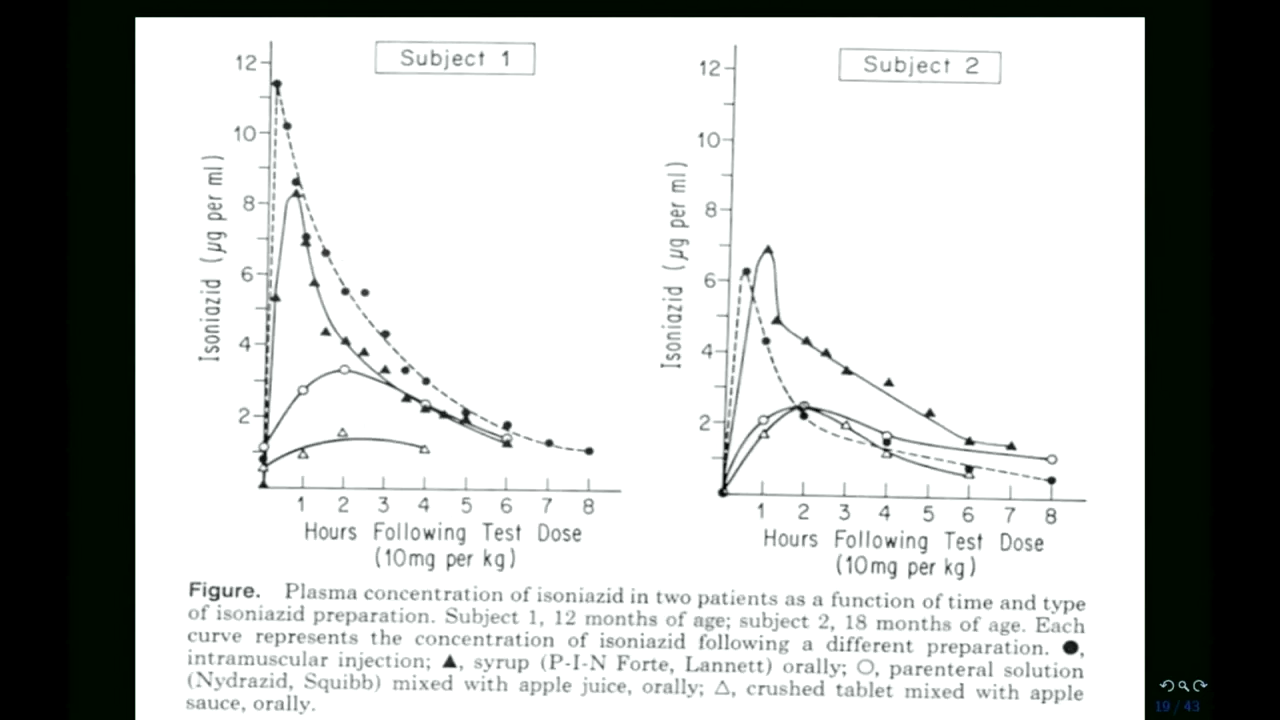 Subject 1
Subject 2
12
10
8
6
4
2
Isoniazid (μg per ml)
1 2 3 4 5 6 7 8
Hours Following Test Dose
(10mg per kg)
12
10
8
6
4
2
Isoniazid (μg per ml)
1 2 3 4 5 6 7 8
Hours Following Test Dose
(10mg per kg)
Figure. Plasma concentration of isoniazid in two patients as a function of time and type
of isoniazid preparation. Subject 1, 12 months of age; subject 2, 18 months of age. Each
curve represents the concentration of isoniazid following a different preparation. ●,
intramuscular injection; ▲, syrup (P-I-N Forte, Lannett) orally; ○, parenteral solution
(Nydrazid, Squibb) mixed with apple juice, orally; △, crushed tablet mixed with apple
sauce, orally.
19 / 43